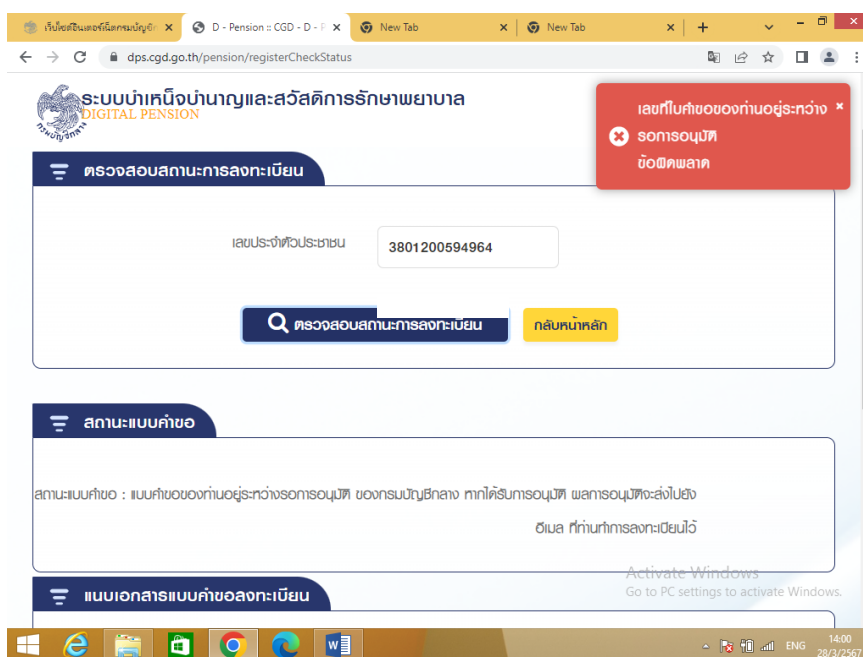 เว็บไซต์อินเตอร์เน็ตกรมบัญชีก
D - Pension :: CGD - D - P
New Tab
New Tab
dps.cgd.go.th/pension/registerCheckStatus
ระบบบำเหน็จบำนาญและสวัสดิการรักษาพยาบาล
DIGITAL PENSION
กรมบัญชีกลาง
เลขที่ใบคำขอของท่านอยู่ระหว่าง
รอการอนุมัติ
ข้อผิดพลาด
ตรวจสอบสถานะการลงทะเบียน
เลขประจำตัวประชาชน
3801200594964
ตรวจสอบสถานะการลงทะเบียน
กลับหน้าหลัก
สถานะแบบคำขอ
สถานะแบบคำขอ : แบบคำขอของท่านอยู่ระหว่างรอการอนุมัติ ของกรมบัญชีกลาง หากได้รับการอนุมัติ ผลการอนุมัติจะส่งไปยัง
อีเมล ที่ท่านทำการลงทะเบียนไว้
Activate Windows
Go to PC settings to activate Windows.
แนบเอกสารแบบคำขอลงทะเบียน
ENG
14:00
28/3/2567